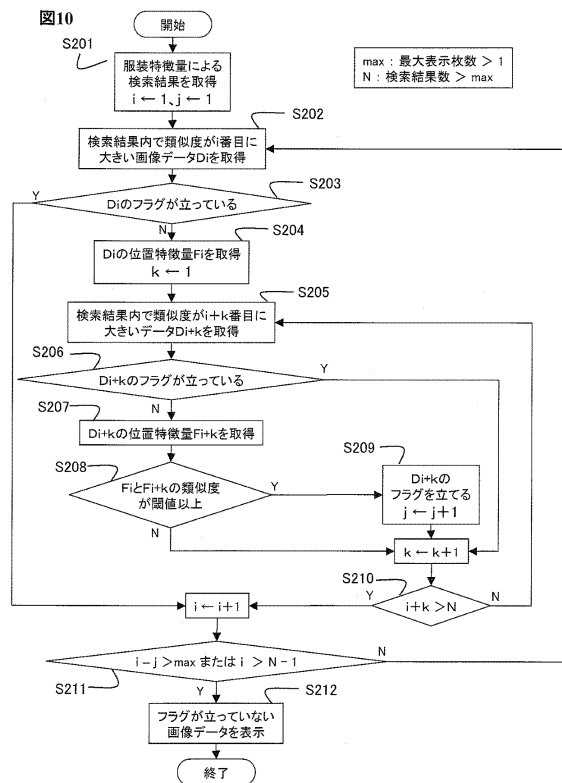 図10
開始
S201
服装特徴量による
検索結果を取得
i ← 1、j ← 1
max : 最大表示枚数 > 1
N : 検索結果数 > max
S202
検索結果内で類似度がi番目に
大きい画像データDiを取得
S203
Y
Diのフラグが立っている
N
S204
Diの位置特徴量Fiを取得
k ← 1
S205
検索結果内で類似度がi+k番目に
大きいデータDi+kを取得
S206
Di+kのフラグが立っている
Y
N
S207
Di+kの位置特徴量Fi+kを取得
S208
FiとFi+kの類似度
が閾値以上
Y
N
S209
Di+kの
フラグを立てる
j ← j+1
k ← k+1
S210
i+k >N
Y
N
i ← i+1
i-j >max または i > N-1
N
S211
Y
S212
フラグが立っていない
画像データを表示
終了